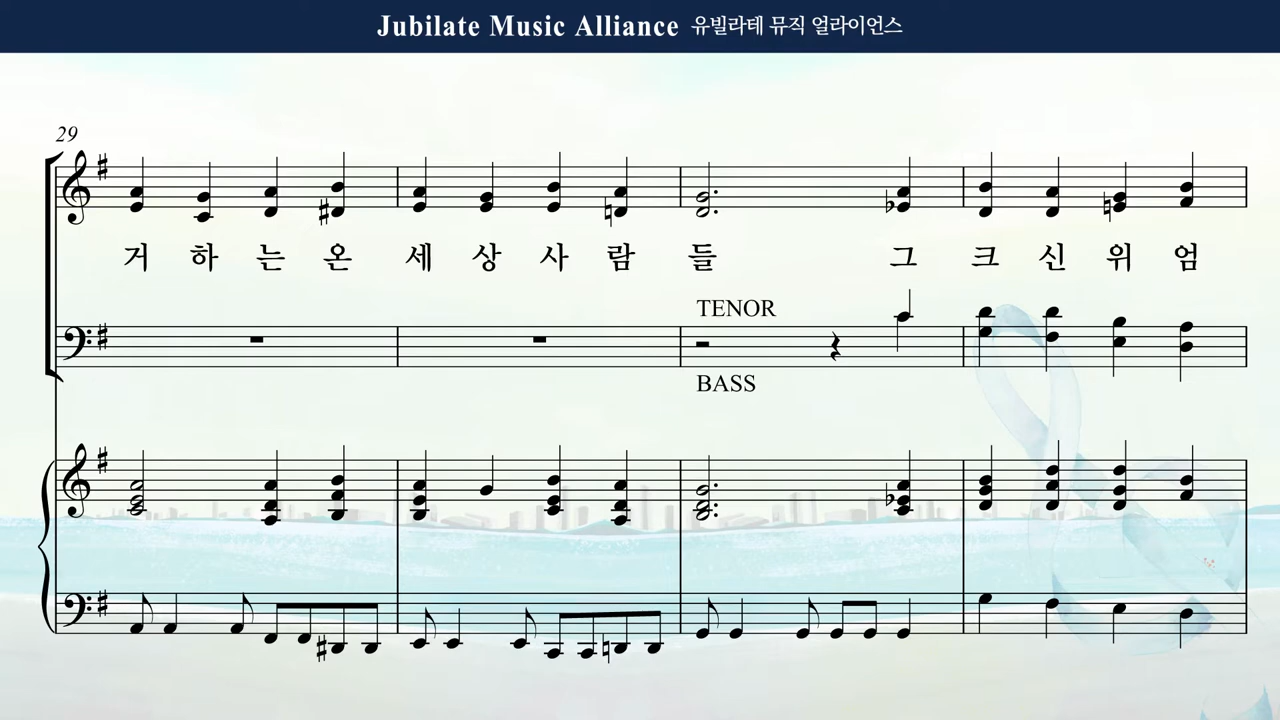 Jubilate Music Alliance 유빌라테 뮤직 얼라이언스
29
거 하 는 온 세 상 사 람 들 그 크 신 위 엄
TENOR
BASS